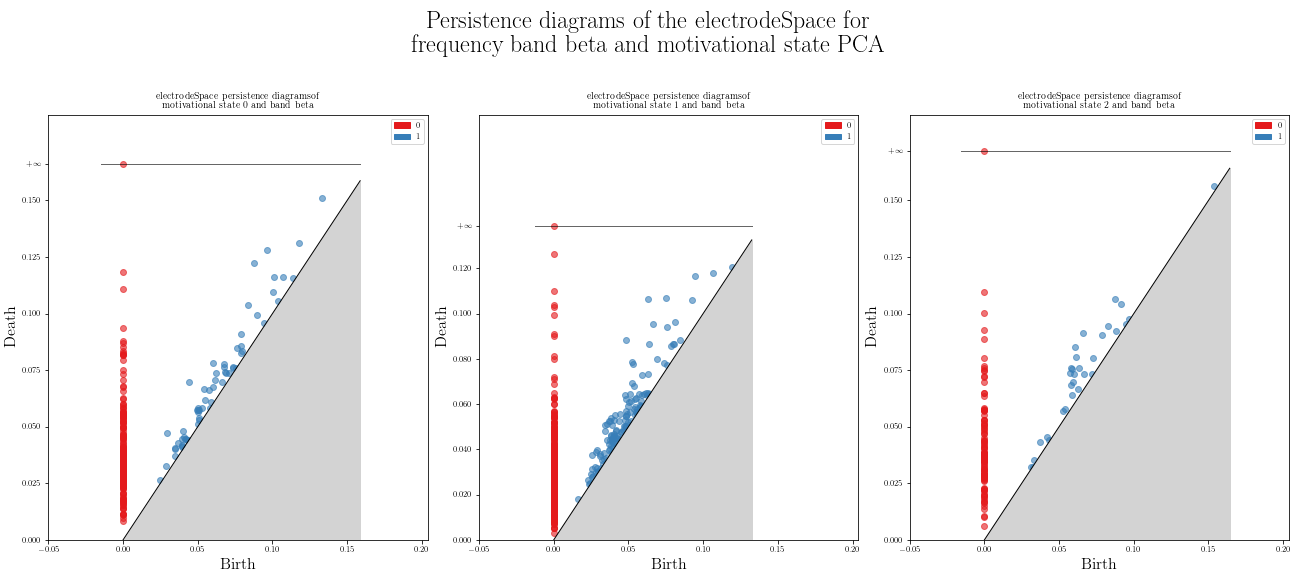 Persistence diagrams of the electrodeSpace for
frequency band beta and motivational state PCA
electrodeSpace persistence diagramsof
motivational state 0 and band beta
0
1
+∞
0.150
0.125
0.100
0.075
0.050
0.025
0.000
Death
−0.05 0.00 0.05 0.10 0.15 0.20
Birth
electrodeSpace persistence diagramsof
motivational state 1 and band beta
0
1
+∞
0.120
0.100
0.080
0.060
0.040
0.020
0.000
Death
−0.05 0.00 0.05 0.10 0.15 0.20
Birth
electrodeSpace persistence diagramsof
motivational state 2 and band beta
0
1
+∞
0.150
0.125
0.100
0.075
0.050
0.025
0.000
Death
−0.05 0.00 0.05 0.10 0.15 0.20
Birth